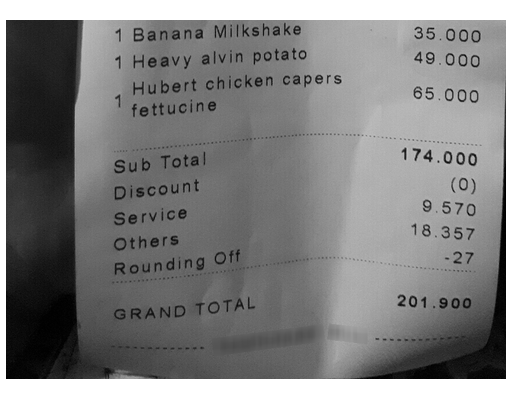 1 Banana Milkshake 35.000
1 Heavy alvin potato 49.000
1 Hubert chicken capers fettucine 65.000
Sub Total 174.000
Discount (0)
Service 9.570
Others 18.357
Rounding Off -27
GRAND TOTAL 201.900